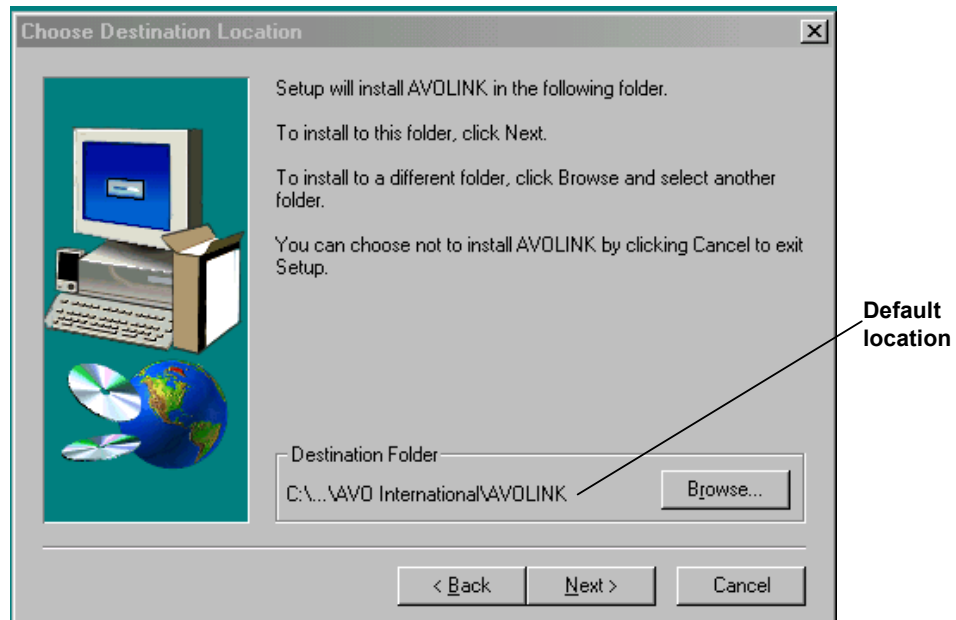 Choose Destination Location
Setup will install AVOLINK in the following folder.
To install to this folder, click Next.
To install to a different folder, click Browse and select another
folder.
You can choose not to install AVOLINK by clicking Cancel to exit
Setup.
Default
location
Destination Folder
C:\...\AVO International\AVOLINK
Browse...
< Back
Next >
Cancel